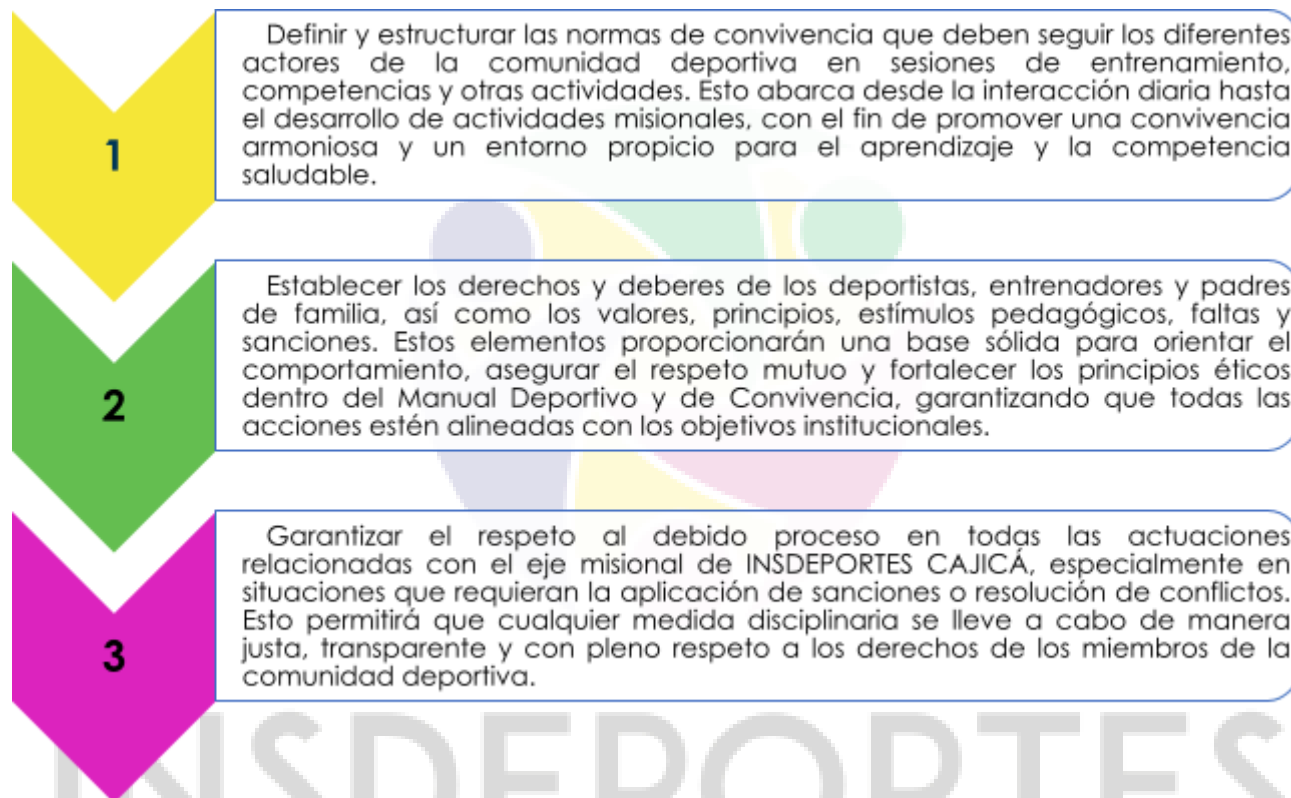 1
Definir y estructurar las normas de convivencia que deben seguir los diferentes
actores de la comunidad deportiva en sesiones de entrenamiento,
competencias y otras actividades. Esto abarca desde la interacción diaria hasta
el desarrollo de actividades misionales, con el fin de promover una convivencia
armoniosa y un entorno propicio para el aprendizaje y la competencia
saludable.
2
Establecer los derechos y deberes de los deportistas, entrenadores y padres
de familia, así como los valores, principios, estímulos pedagógicos, faltas y
sanciones. Estos elementos proporcionarán una base sólida para orientar el
comportamiento, asegurar el respeto mutuo y fortalecer los principios éticos
dentro del Manual Deportivo y de Convivencia, garantizando que todas las
acciones estén alineadas con los objetivos institucionales.
3
Garantizar el respeto al debido proceso en todas las actuaciones
relacionadas con el eje misional de INSDEPORTES CAJICÁ, especialmente en
situaciones que requieran la aplicación de sanciones o resolución de conflictos.
Esto permitirá que cualquier medida disciplinaria se lleve a cabo de manera
justa, transparente y con pleno respeto a los derechos de los miembros de la
comunidad deportiva.
INSDEPORTES